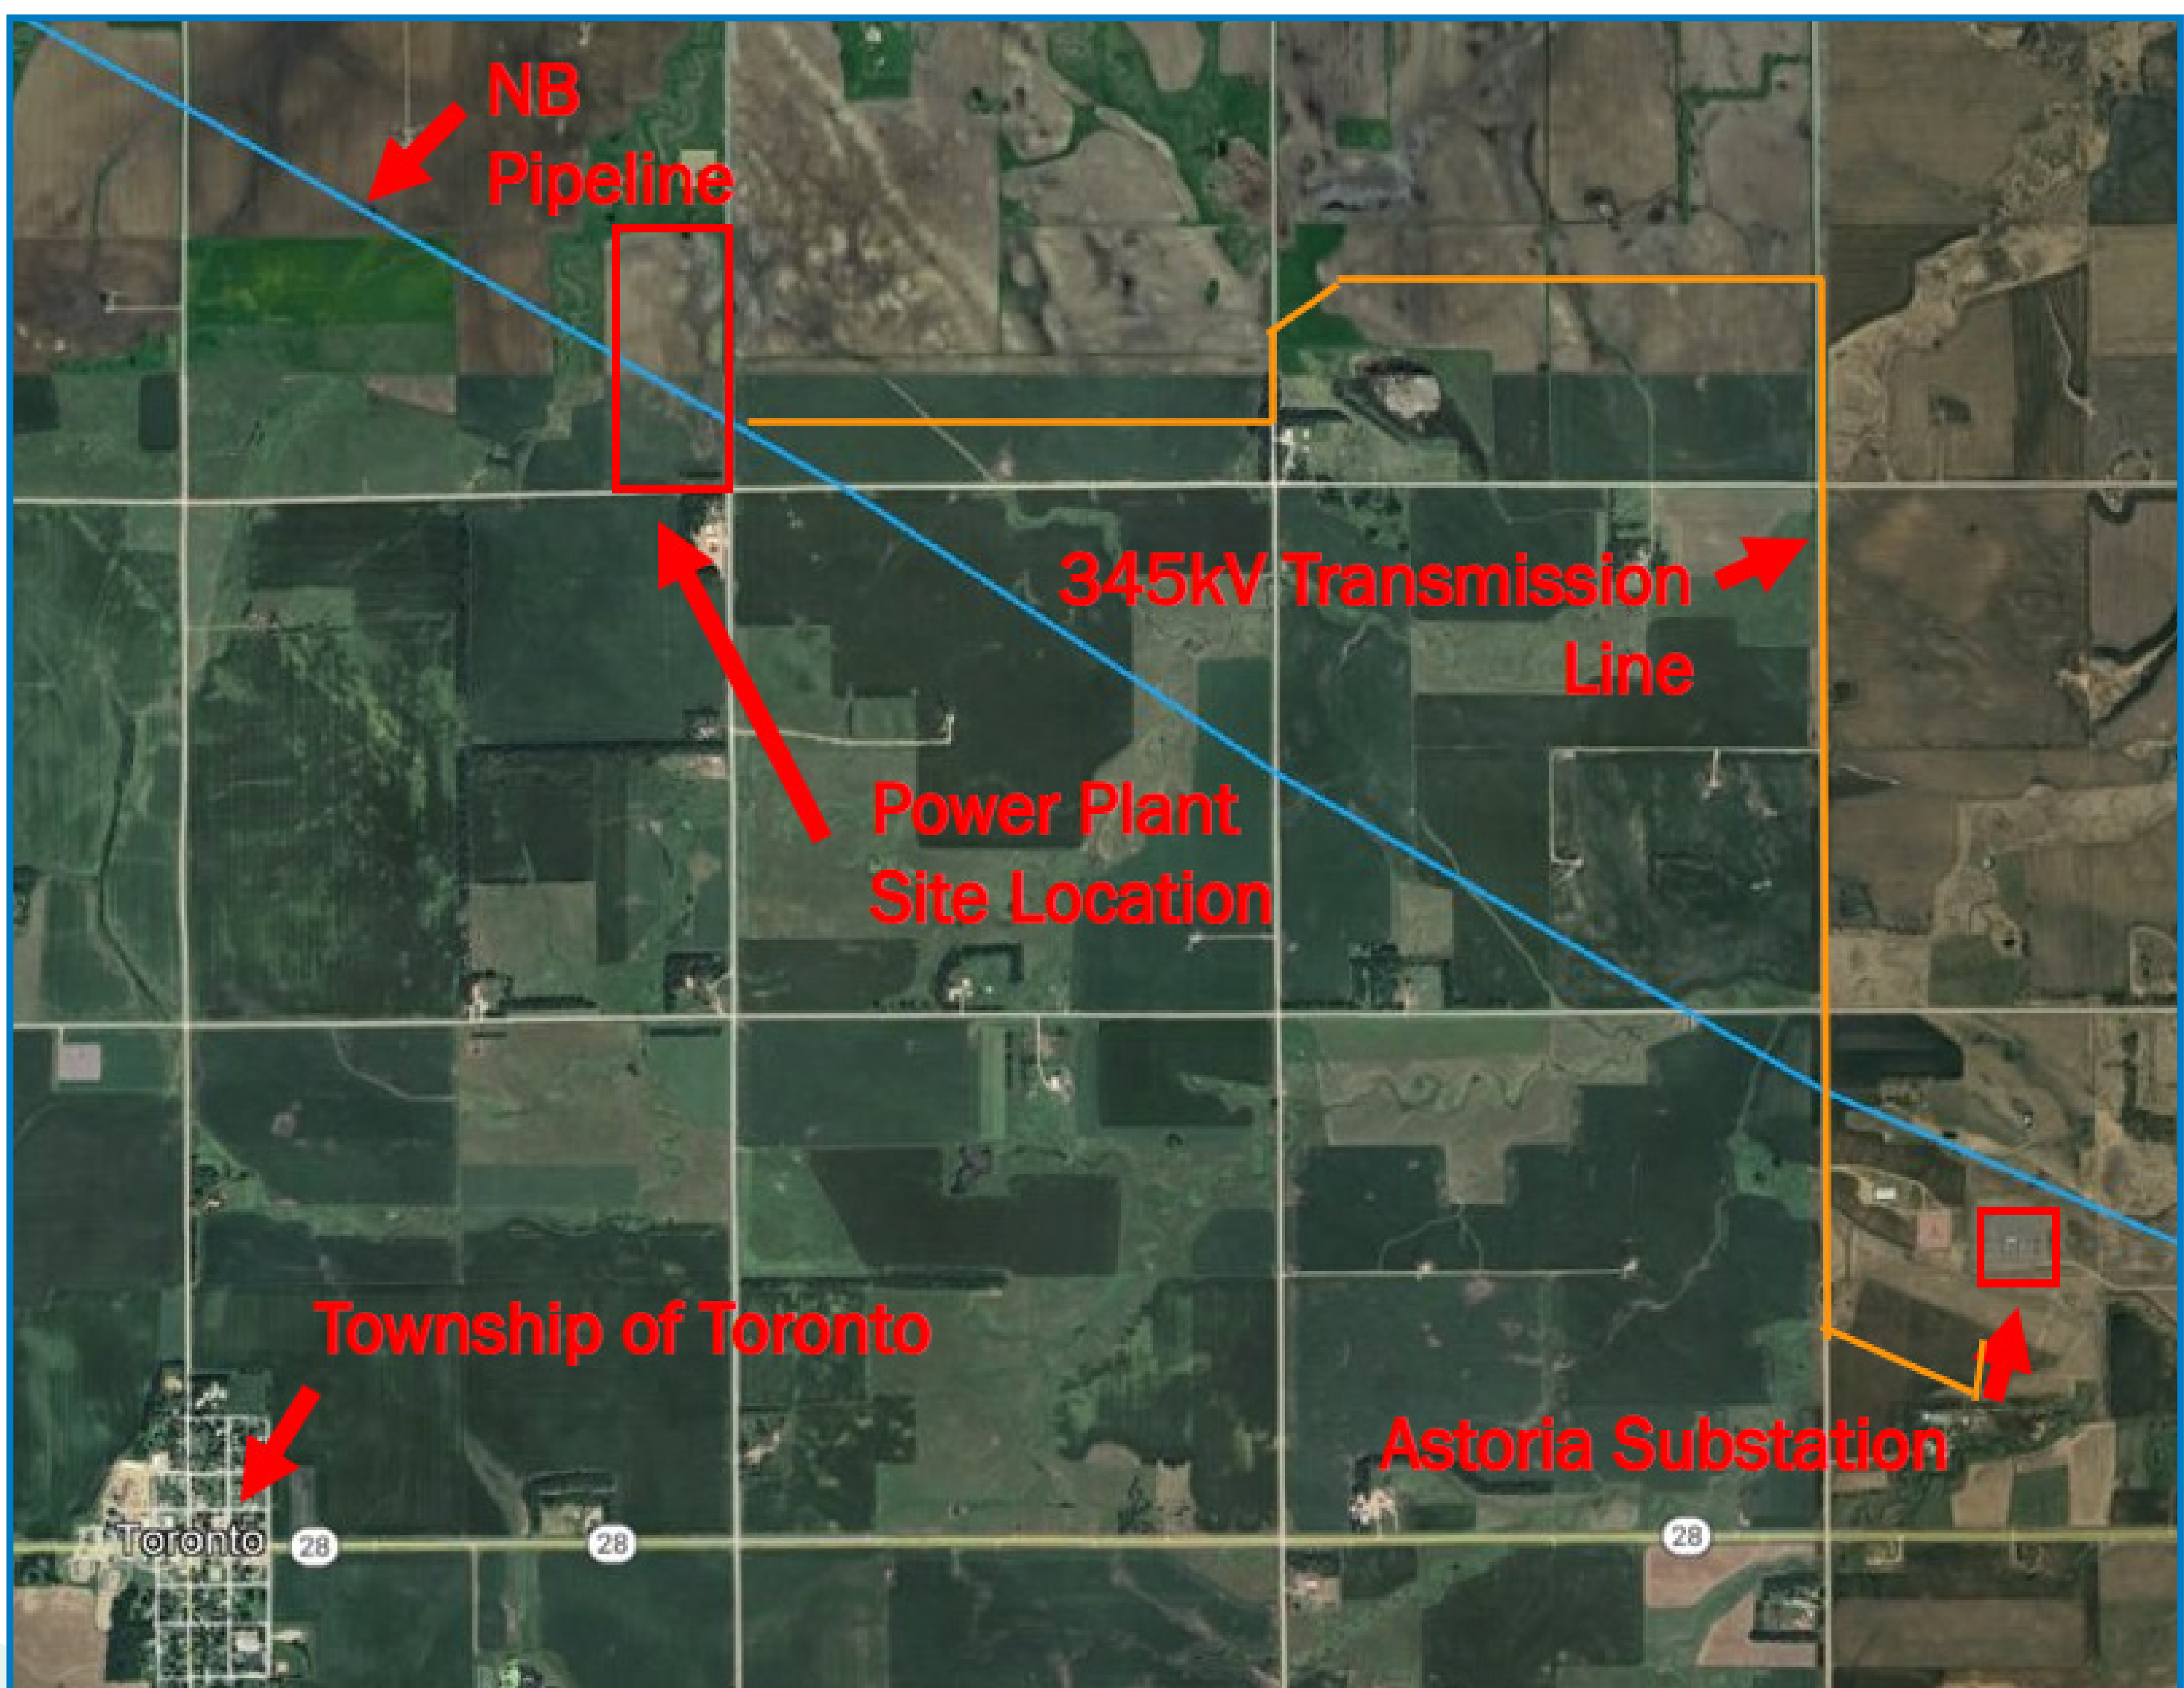 NB
Pipeline
345kV Transmission
Line
Power Plant
Site Location
Township of Toronto
Astoria Substation
Toronto
28
28
28